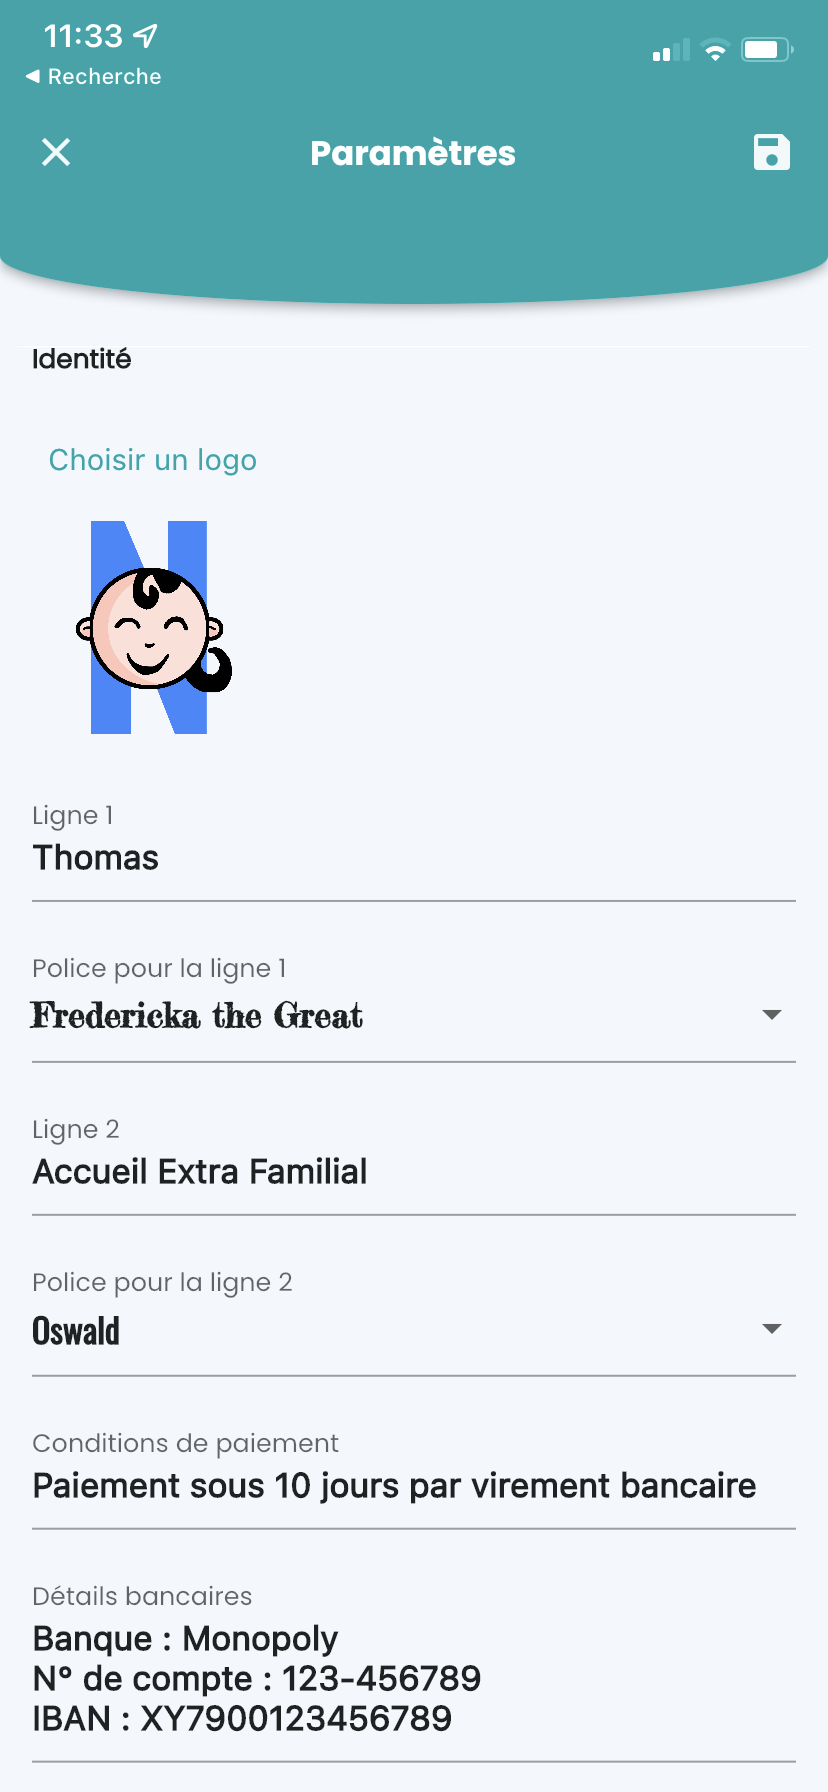 11:33
Recherche
Paramètres
Identité
Choisir un logo
N
Ligne 1
Thomas
Police pour la ligne 1
Fredericka the Great
Ligne 2
Accueil Extra Familial
Police pour la ligne 2
Oswald
Conditions de paiement
Paiement sous 10 jours par virement bancaire
Détails bancaires
Banque : Monopoly
N° de compte : 123-456789
IBAN : XY7900123456789